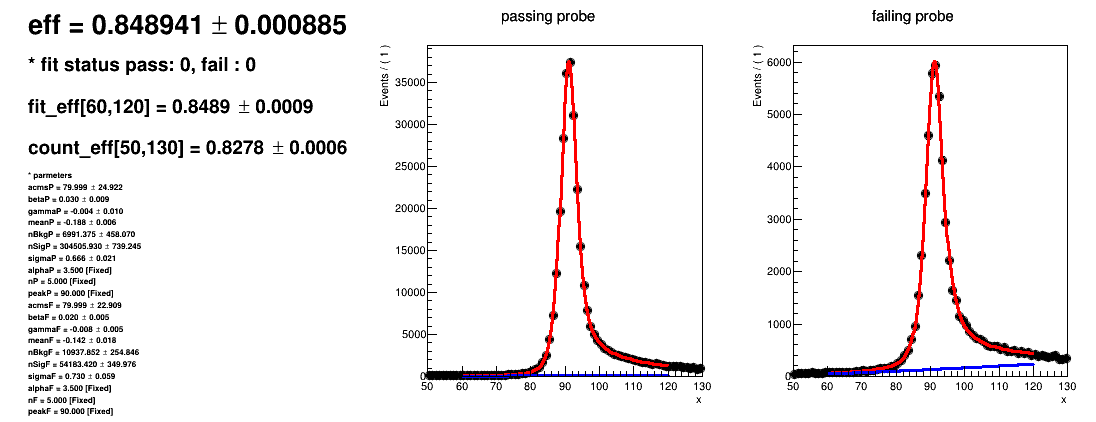 eff = 0.848941 ± 0.000885
* fit status pass: 0, fail : 0
fit_eff[60,120] = 0.8489 ± 0.0009
count_eff[50,130] = 0.8278 ± 0.0006
* parmeters
acmsP = 79.999 ± 24.922
betaP = 0.030 ± 0.009
gammaP = -0.004 ± 0.010
meanP = -0.188 ± 0.006
nBkgP = 6991.375 ± 458.070
nSigP = 304505.930 ± 739.245
sigmaP = 0.666 ± 0.021
alphaP = 3.500 [Fixed]
nP = 5.000 [Fixed]
peakP = 90.000 [Fixed]
acmsF = 79.999 ± 22.909
betaF = 0.020 ± 0.005
gammaF = -0.008 ± 0.005
meanF = -0.142 ± 0.018
nBkgF = 10937.852 ± 254.846
nSigF = 54183.420 ± 349.976
sigmaF = 0.730 ± 0.059
alphaF = 3.500 [Fixed]
nF = 5.000 [Fixed]
peakF = 90.000 [Fixed]
passing probe
Events / ( 1 )
35000
30000
25000
20000
15000
10000
5000
0
50 60 70 80 90 100 110 120 130
x
failing probe
Events / ( 1 )
6000
5000
4000
3000
2000
1000
0
50 60 70 80 90 100 110 120 130
x